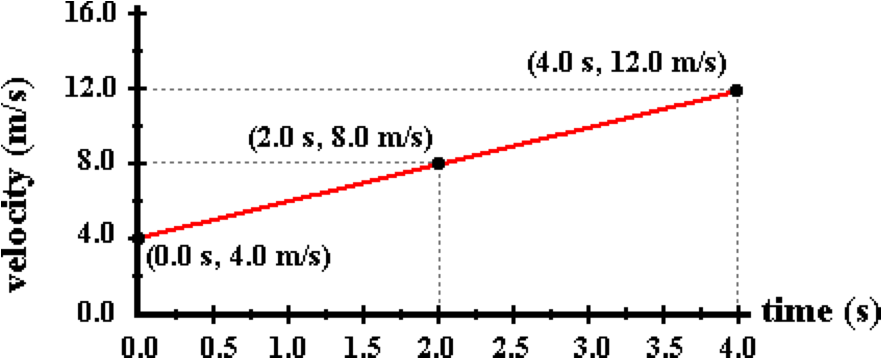 16.0
(4.0 s, 12.0 m/s)
12.0
(2.0 s, 8.0 m/s)
8.0
velocity (m/s)
4.0
(0.0 s, 4.0 m/s)
0.0
time (s)
0.0 0.5 1.0 1.5 2.0 2.5 3.0 3.5 4.0